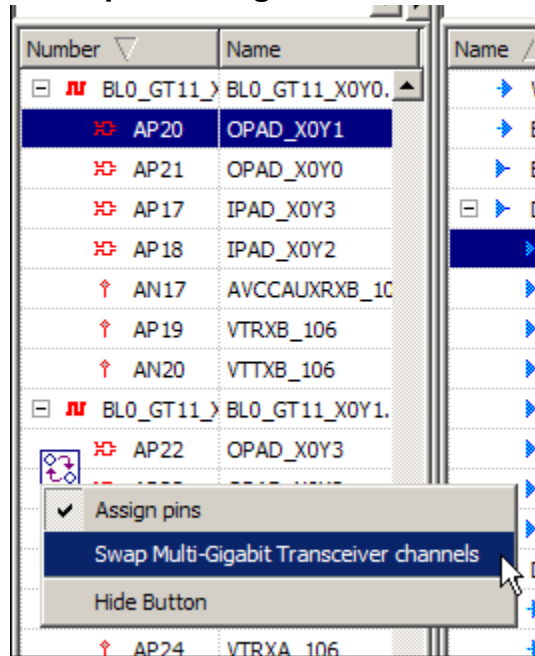 Number Name Name
BL0_GT11_X BL0_GT11_X0Y0.
AP20 OPAD_X0Y1
AP21 OPAD_X0Y0
AP17 IPAD_X0Y3
AP18 IPAD_X0Y2
AN17 AVCCAUXRXB_10
AP19 VTRXB_106
AN20 VTTXB_106
BL0_GT11_X BL0_GT11_X0Y1.
AP22 OPAD_X0Y3
Assign pins
Swap Multi-Gigabit Transceiver channels
Hide Button
AP24 VTRXA_106